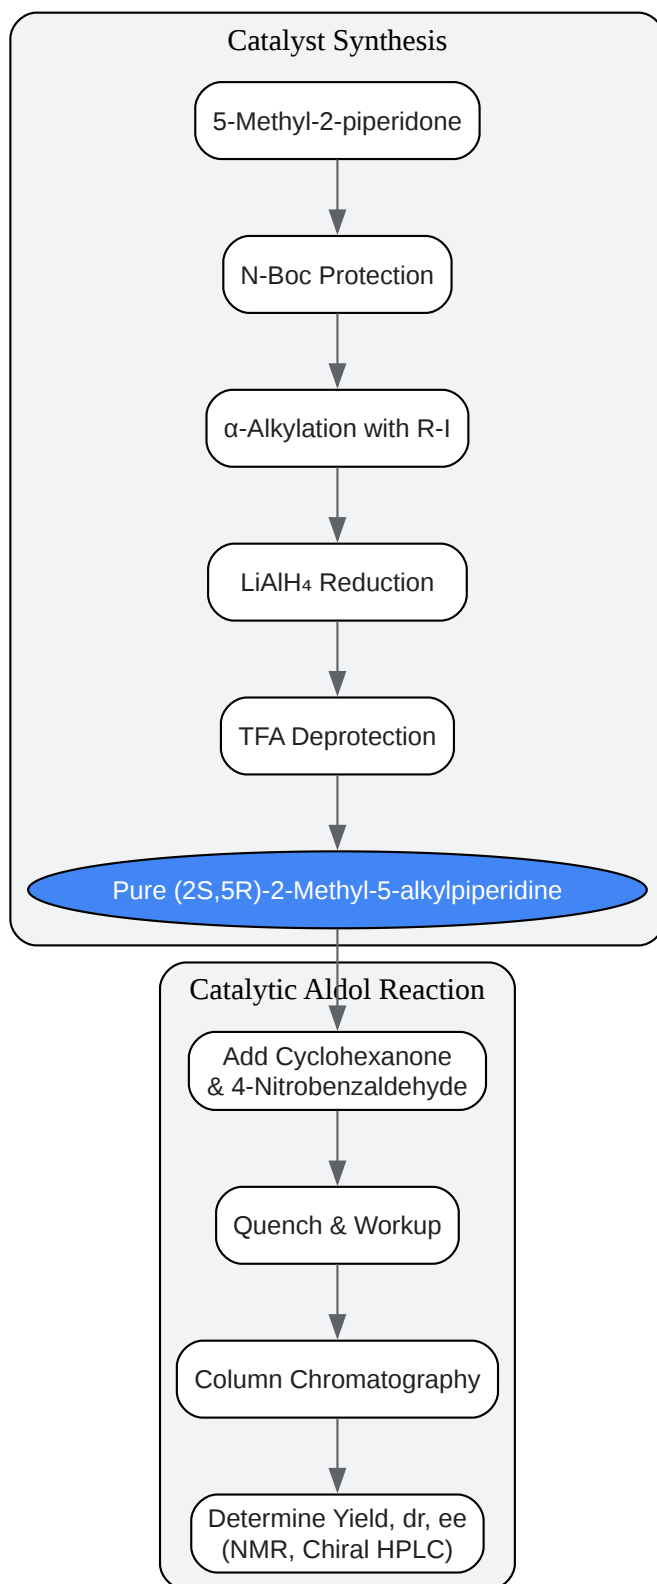 Catalyst Synthesis
5-Methyl-2-piperidone
N-Boc Protection
α-Alkylation with R-I
LiAlH₄ Reduction
TFA Deprotection
Pure (2S,5R)-2-Methyl-5-alkylpiperidine
Catalytic Aldol Reaction
Add Cyclohexanone
& 4-Nitrobenzaldehyde
Quench & Workup
Column Chromatography
Determine Yield, dr, ee
(NMR, Chiral HPLC)